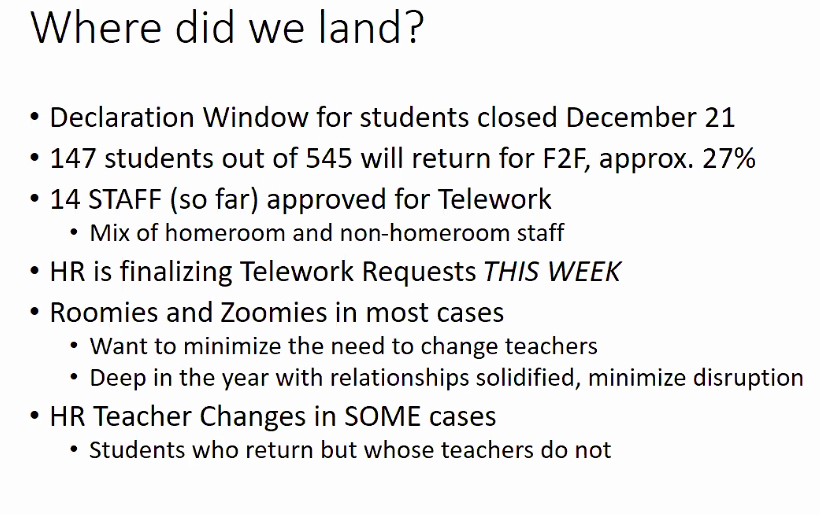 Where did we land?
• Declaration Window for students closed December 21
• 147 students out of 545 will return for F2F, approx. 27%
• 14 STAFF (so far) approved for Telework
• Mix of homeroom and non-homeroom staff
• HR is finalizing Telework Requests THIS WEEK
• Roomies and Zoomies in most cases
• Want to minimize the need to change teachers
• Deep in the year with relationships solidified, minimize disruption
• HR Teacher Changes in SOME cases
• Students who return but whose teachers do not